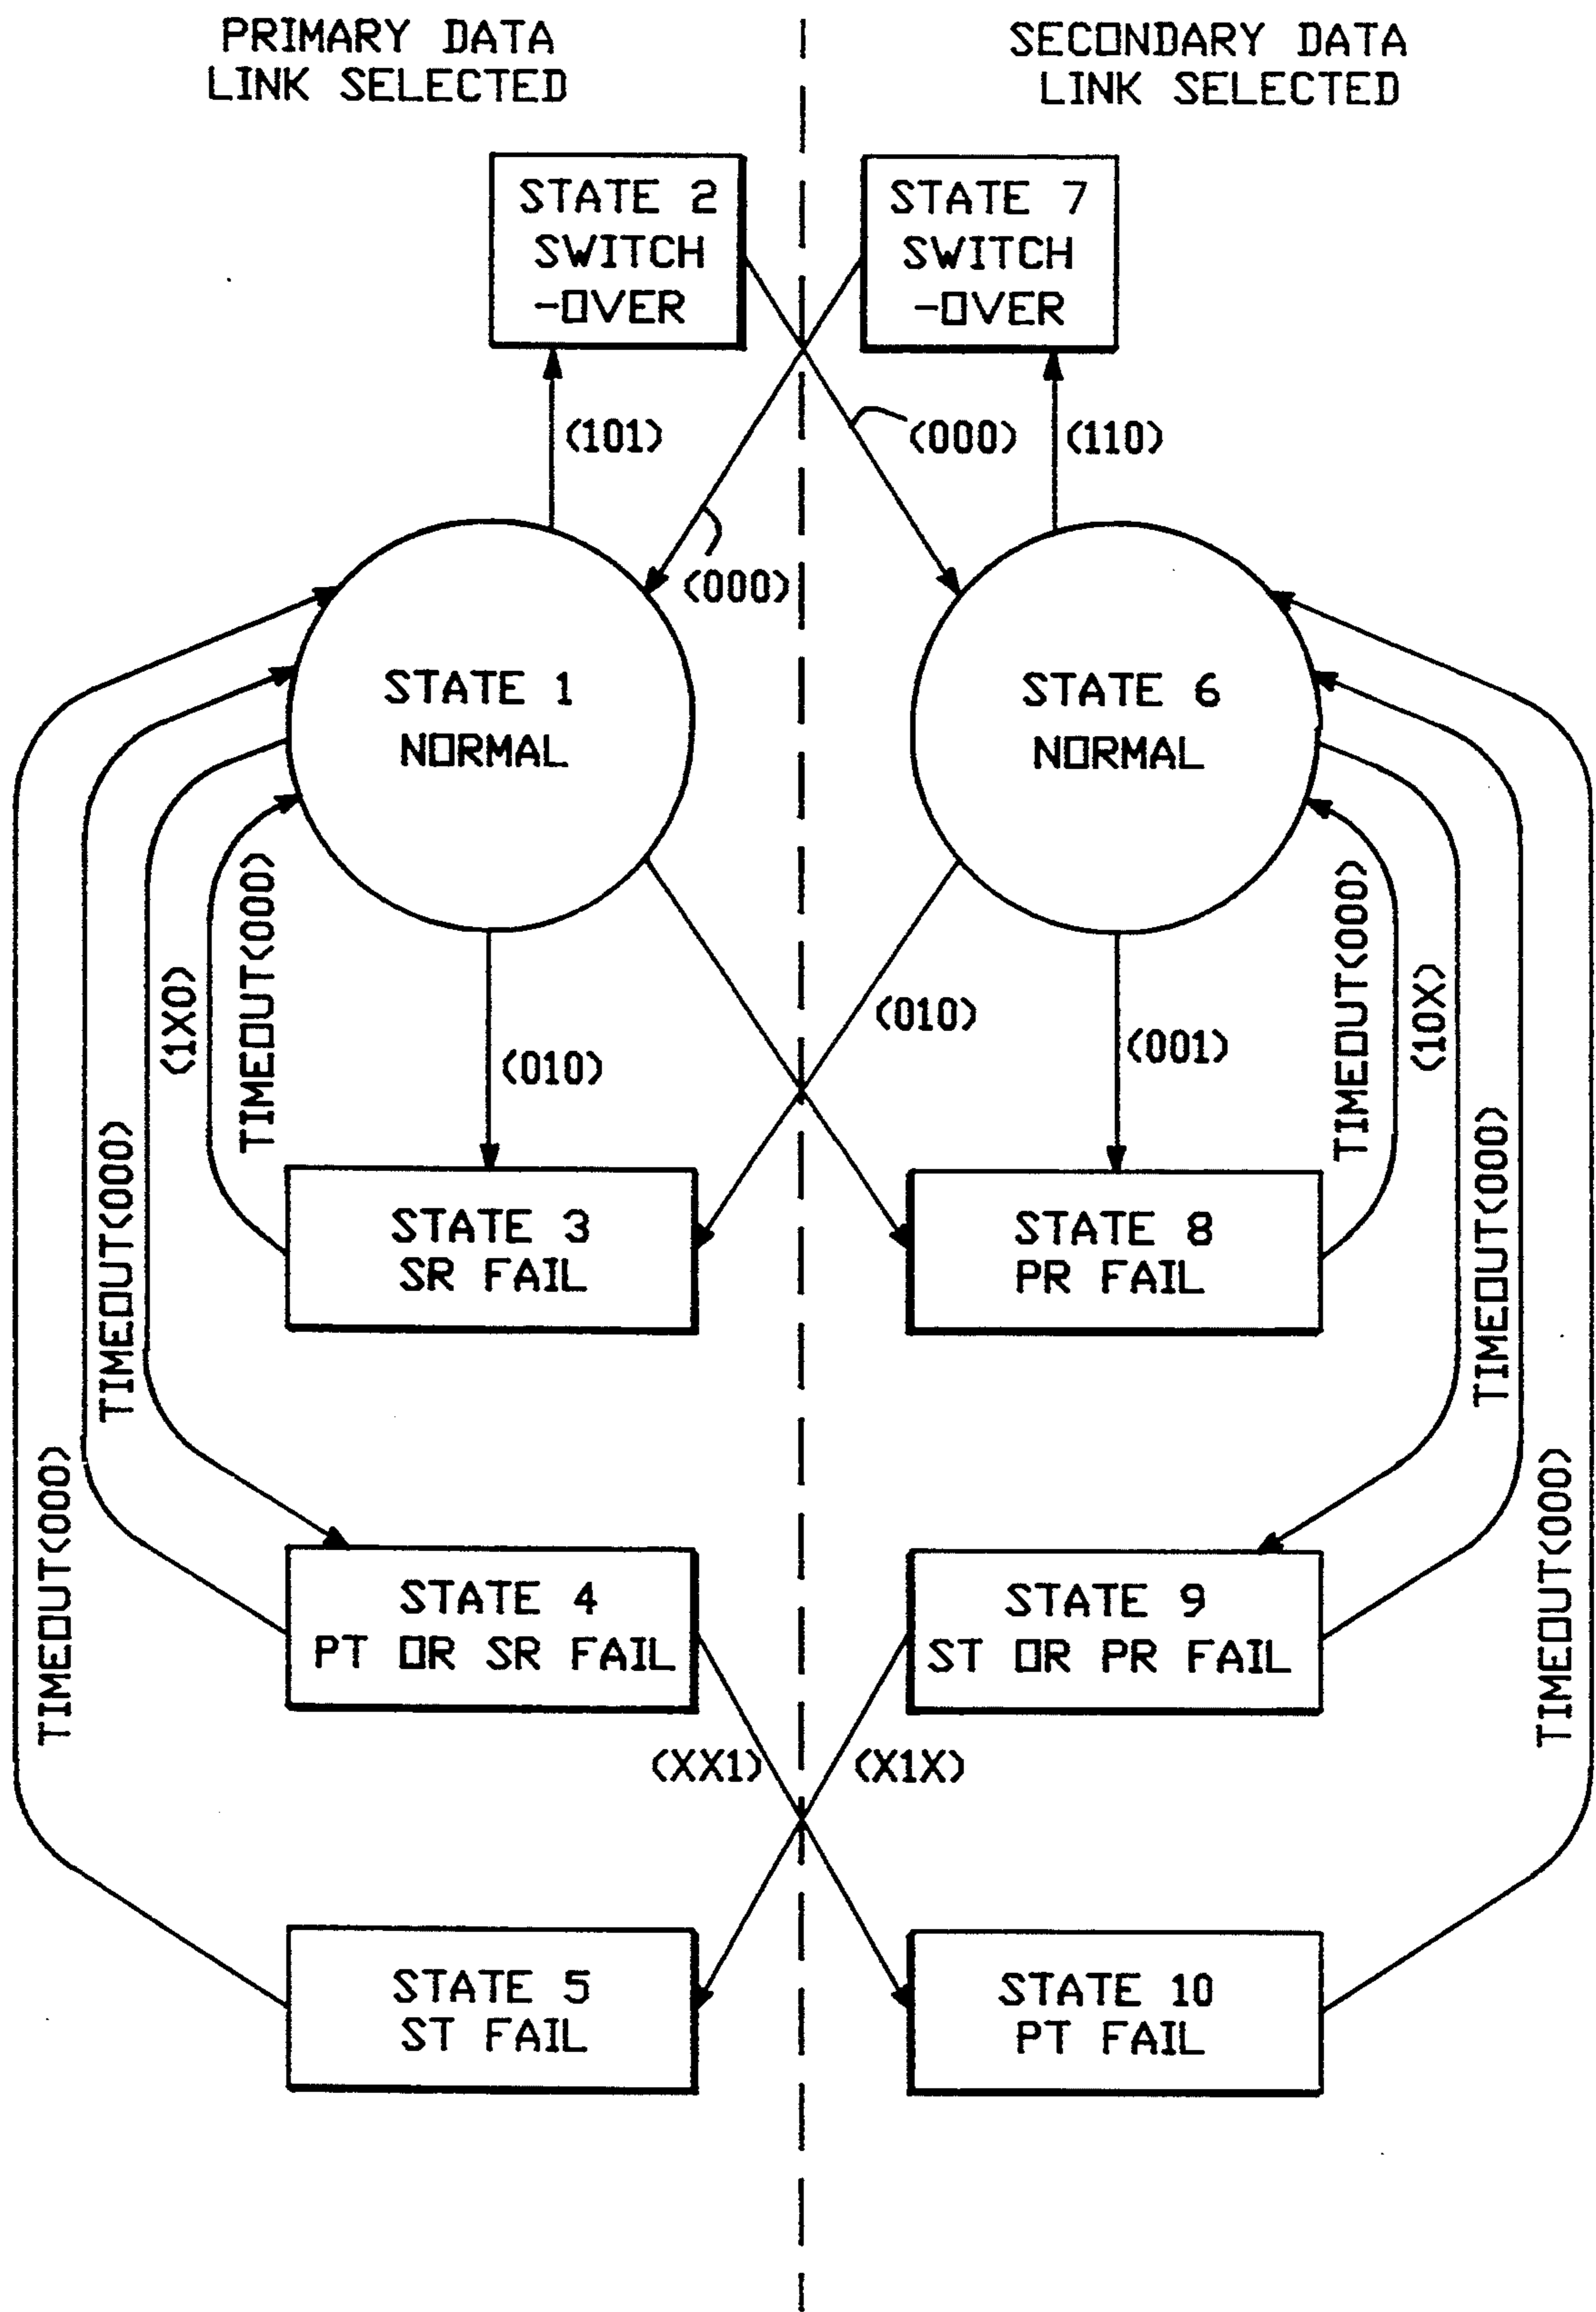 PRIMARY DATA
LINK SELECTED
SECONDARY DATA
LINK SELECTED
STATE 2
SWITCH
-OVER
STATE 7
SWITCH
-OVER
(101)
(000)
(110)
(000)
STATE 1
NORMAL
STATE 6
NORMAL
(1X0)
TIMEOUT(000)
(010)
(010)
(001)
TIMEOUT(000)
(10X)
TIMEOUT(000)
TIMEOUT(000)
STATE 3
SR FAIL
STATE 8
PR FAIL
TIMEOUT(000)
TIMEOUT(000)
STATE 4
PT OR SR FAIL
STATE 9
ST OR PR FAIL
(XX1)
(X1X)
STATE 5
ST FAIL
STATE 10
PT FAIL